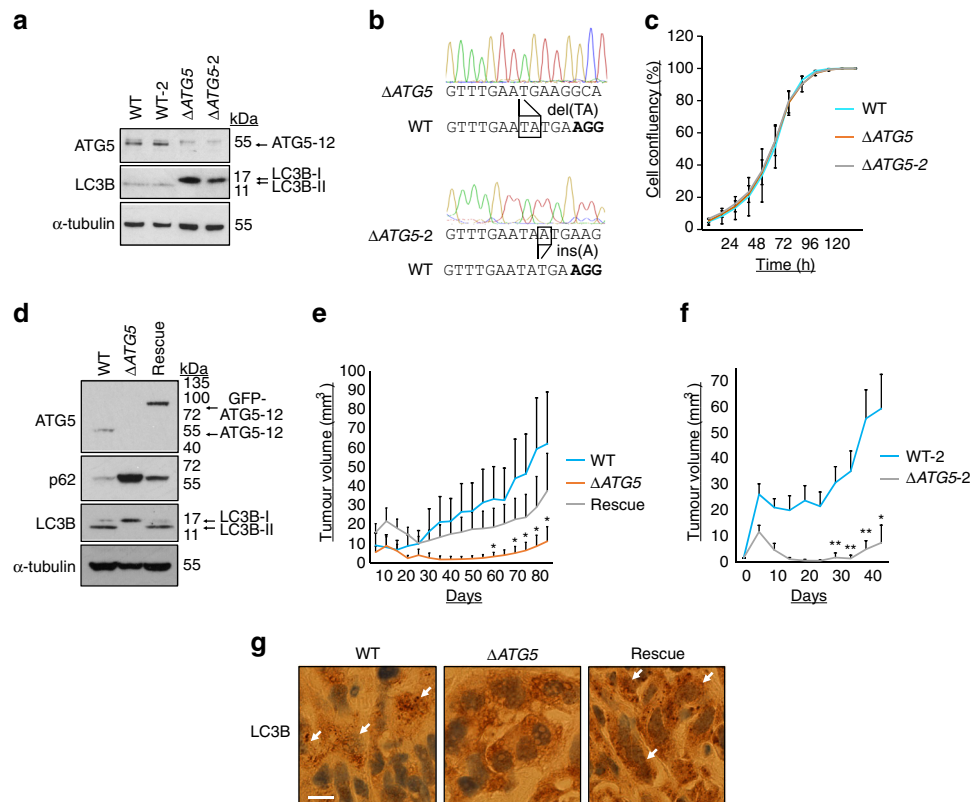 a
WT
WT-2
ΔATG5
ΔATG5-2
kDa
ATG5
55
ATG5-12
LC3B
17
11
LC3B-I
LC3B-II
α-tubulin
55
b
ΔATG5
GTTTGAATGAAGGCA
del(TA)
WT
GTTTGAATATGAAGG
ΔATG5-2
GTTTGAATAATGAAG
ins(A)
WT
GTTTGAATATGAAGG
c
Cell confluency (%)
120
100
80
60
40
20
0
24 48 72 96 120
Time (h)
WT
ΔATG5
ΔATG5-2
d
WT
ΔATG5
Rescue
kDa
ATG5
135
100
72
55
40
GFP-
ATG5-12
ATG5-12
p62
72
55
LC3B
17
11
LC3B-I
LC3B-II
α-tubulin
55
e
Tumour volume (mm3)
100
90
80
70
60
50
40
30
20
10
0
10 20 30 40 50 60 70 80
Days
WT
ΔATG5
Rescue
* * * * *
f
Tumour volume (mm3)
70
60
50
40
30
20
10
0
0 10 20 30 40
Days
WT-2
ΔATG5-2
** ** ** *
g
WT
ΔATG5
Rescue
LC3B